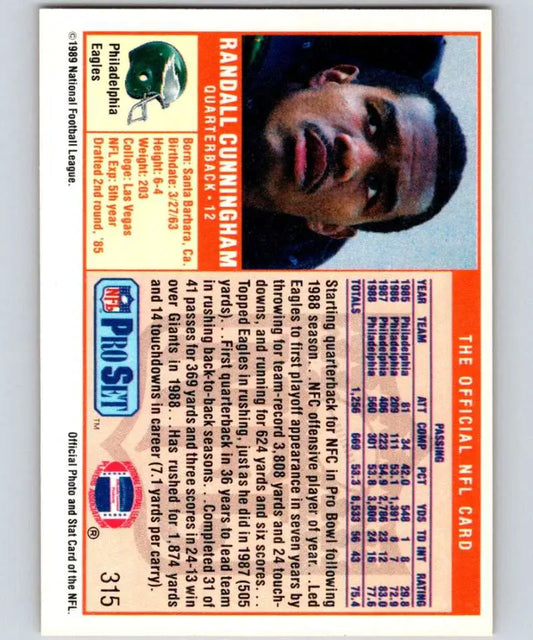 THE OFFICIAL NFL CARD
RANDALL CUNNINGHAM
QUARTERBACK • 12
Philadelphia
Eagles
Born: Santa Barbara, Ca.
Birthdate: 3/27/63
Height: 6-4
Weight: 203
College: Las Vegas
NFL Exp: 5th year
Drafted 2nd round, '85
PASSING
YEAR TEAM ATT COMP PCT YDS TD INT RATING
1985 Philadelphia 81 34 42.0 548 1 8 29.8
1986 Philadelphia 209 111 53.1 1,391 8 7 72.9
1987 Philadelphia 406 223 54.9 2,786 23 12 83.0
1988 Philadelphia 560 301 53.8 3,808 24 16 77.6
TOTALS 1,256 669 53.3 8,533 56 43 75.4
Starting quarterback for NFC in Pro Bowl following
1988 season. . .NFC offensive player of year. . .Led
Eagles to first playoff appearance in seven years by
throwing for team-record 3,808 yards and 24 touch-
downs, and running for 624 yards and six scores. . .
Topped Eagles in rushing, just as he did in 1987 (505
yards). . .First quarterback in 36 years to lead team
in rushing back-to-back seasons. . .Completed 31 of
41 passes for 369 yards and three scores in 24-13 win
over Giants in 1988. . .Has rushed for 1,874 yards
and 14 touchdowns in career (7.1 yards per carry).
NFL
PRO SET
TM
®
315
©1989 National Football League.
Official Photo and Stat Card of the NFL.